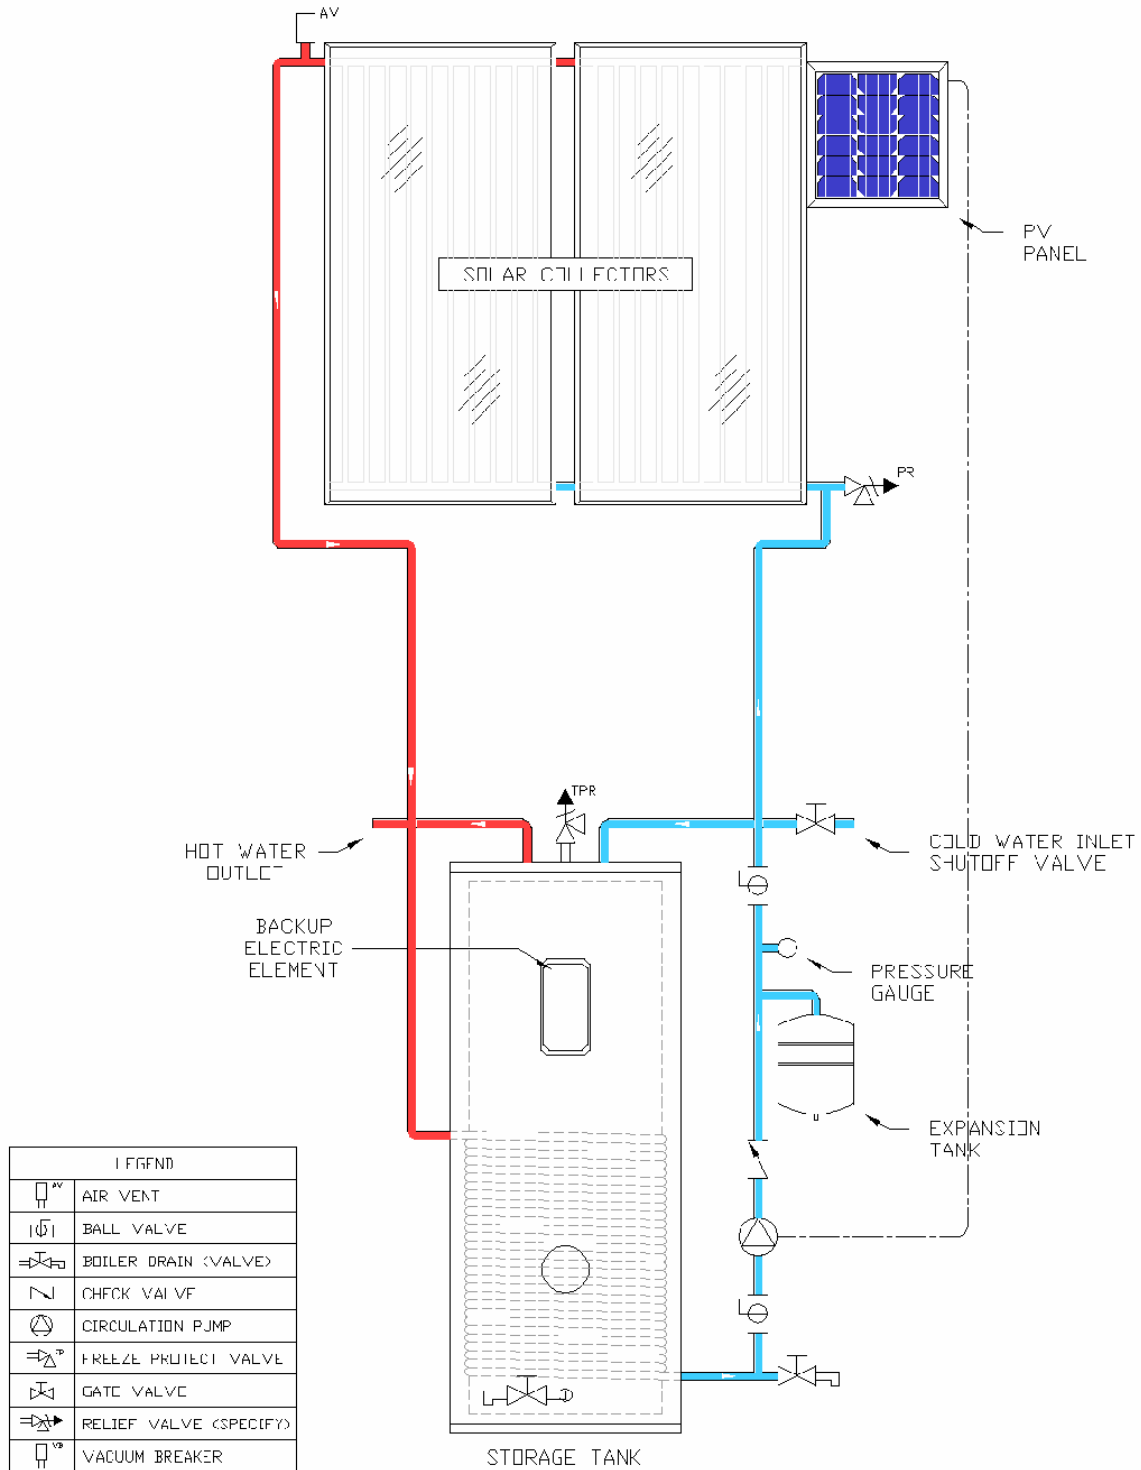 AV
PV
PANEL
SOLAR COLLECTORS
PR
TPR
HOT WATER
OUTLET
COLD WATER INLET
SHUTOFF VALVE
BACKUP
ELECTRIC
ELEMENT
PRESSURE
GAUGE
EXPANSION
TANK
LEGEND
AV
AIR VENT
BALL VALVE
BOILER DRAIN (VALVE)
CHECK VALVE
CIRCULATION PUMP
FREEZE PROTECT VALVE
GATE VALVE
RELIEF VALVE (SPECIFY)
VB
VACUUM BREAKER
STORAGE TANK